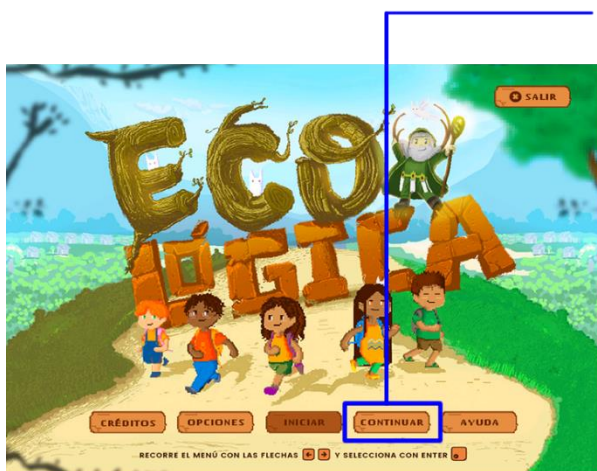 SALIR
ECO
LÓGICA
CRÉDITOS OPCIONES INICIAR CONTINUAR AYUDA
RECORRE EL MENÚ CON LAS FLECHAS Y SELECCIONA CON ENTER